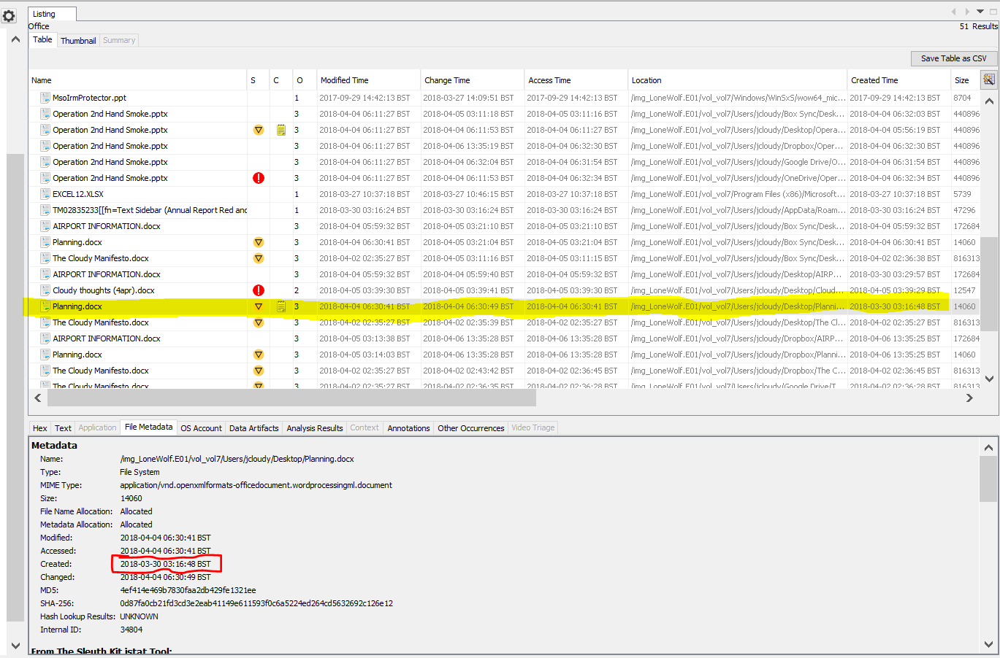 Listing
Office 51 Results
Table Thumbnail Summary
Save Table as CSV
Name S C O Modified Time Change Time Access Time Location Created Time Size
MsoIrmProtector.ppt 1 2017-09-29 14:42:13 BST 2018-03-27 14:09:51 BST 2017-09-29 14:42:13 BST /img_LoneWolf.E01/vol_vol7/Windows/WinSxS/wow64_mic... 2017-09-29 14:42:13 BST 8704
Operation 2nd Hand Smoke.pptx 3 2018-04-04 06:11:27 BST 2018-04-05 03:11:18 BST 2018-04-05 03:11:16 BST /img_LoneWolf.E01/vol_vol7/Users/jcloudy/Box Sync/Desk... 2018-04-04 06:32:03 BST 440896
Operation 2nd Hand Smoke.pptx 3 2018-04-04 06:11:27 BST 2018-04-04 06:11:53 BST 2018-04-04 06:11:27 BST /img_LoneWolf.E01/vol_vol7/Users/jcloudy/Desktop/Opera... 2018-04-04 05:56:19 BST 440896
Operation 2nd Hand Smoke.pptx 3 2018-04-04 06:11:27 BST 2018-04-06 13:35:19 BST 2018-04-04 06:32:30 BST /img_LoneWolf.E01/vol_vol7/Users/jcloudy/Dropbox/Oper... 2018-04-04 06:32:30 BST 440896
Operation 2nd Hand Smoke.pptx 3 2018-04-04 06:11:27 BST 2018-04-04 06:32:04 BST 2018-04-04 06:31:54 BST /img_LoneWolf.E01/vol_vol7/Users/jcloudy/Google Drive/O... 2018-04-04 06:31:54 BST 440896
Operation 2nd Hand Smoke.pptx 3 2018-04-04 06:11:27 BST 2018-04-04 06:11:53 BST 2018-04-04 06:32:34 BST /img_LoneWolf.E01/vol_vol7/Users/jcloudy/OneDrive/Oper... 2018-04-04 06:32:34 BST 440896
EXCEL12.XLSX 1 2018-03-27 10:37:18 BST 2018-03-27 10:46:15 BST 2018-03-27 10:37:18 BST /img_LoneWolf.E01/vol_vol7/Program Files (x86)/Microsoft... 2018-03-27 10:37:18 BST 5739
TM02835233[[fn=Text Sidebar (Annual Report Red and 1 2018-03-30 03:16:24 BST 2018-03-30 03:16:24 BST 2018-03-30 03:16:24 BST /img_LoneWolf.E01/vol_vol7/Users/jcloudy/AppData/Roam... 2018-03-30 03:16:24 BST 47296
AIRPORT INFORMATION.docx 3 2018-04-04 05:59:32 BST 2018-04-05 03:21:10 BST 2018-04-05 03:21:10 BST /img_LoneWolf.E01/vol_vol7/Users/jcloudy/Box Sync/Desk... 2018-04-04 05:59:32 BST 172684
Planning.docx 3 2018-04-04 06:30:41 BST 2018-04-05 03:21:04 BST 2018-04-05 03:21:04 BST /img_LoneWolf.E01/vol_vol7/Users/jcloudy/Box Sync/Desk... 2018-04-04 06:30:41 BST 14060
The Cloudy Manifesto.docx 3 2018-04-02 02:35:27 BST 2018-04-05 03:11:16 BST 2018-04-05 03:11:15 BST /img_LoneWolf.E01/vol_vol7/Users/jcloudy/Box Sync/Desk... 2018-04-02 02:36:38 BST 816313
AIRPORT INFORMATION.docx 3 2018-04-04 05:59:32 BST 2018-04-04 05:59:40 BST 2018-04-04 05:59:32 BST /img_LoneWolf.E01/vol_vol7/Users/jcloudy/Desktop/AIRP... 2018-04-03 03:29:57 BST 172684
Cloudy thoughts (4apr).docx 2 2018-04-05 03:39:30 BST 2018-04-05 03:39:41 BST 2018-04-05 03:39:30 BST /img_LoneWolf.E01/vol_vol7/Users/jcloudy/Desktop/Cloud... 2018-04-05 03:39:29 BST 12547
Planning.docx 3 2018-04-04 06:30:41 BST 2018-04-04 06:30:49 BST 2018-04-04 06:30:41 BST /img_LoneWolf.E01/vol_vol7/Users/jcloudy/Desktop/Planni... 2018-03-30 03:16:48 BST 14060
The Cloudy Manifesto.docx 3 2018-04-02 02:35:27 BST 2018-04-02 02:35:39 BST 2018-04-02 02:35:27 BST /img_LoneWolf.E01/vol_vol7/Users/jcloudy/Desktop/The Cl... 2018-04-02 02:35:27 BST 816313
AIRPORT INFORMATION.docx 3 2018-04-05 03:13:38 BST 2018-04-06 13:35:28 BST 2018-04-06 13:35:28 BST /img_LoneWolf.E01/vol_vol7/Users/jcloudy/Dropbox/AIRP... 2018-04-06 13:35:25 BST 172684
Planning.docx 3 2018-04-05 03:14:03 BST 2018-04-06 13:35:28 BST 2018-04-06 13:35:28 BST /img_LoneWolf.E01/vol_vol7/Users/jcloudy/Dropbox/Planni... 2018-04-06 13:35:25 BST 14060
The Cloudy Manifesto.docx 3 2018-04-02 02:35:27 BST 2018-04-02 02:43:42 BST 2018-04-02 02:36:45 BST /img_LoneWolf.E01/vol_vol7/Users/jcloudy/Dropbox/The C... 2018-04-02 02:36:45 BST 816313
The Cloudy Manifesto.docx 3 2018-04-02 02:35:27 BST 2018-04-02 02:36:35 BST 2018-04-02 02:36:28 BST /img_LoneWolf.E01/vol_vol7/Users/jcloudy/Google Drive/T... 2018-04-02 02:36:28 BST 816313
Hex Text Application File Metadata OS Account Data Artifacts Analysis Results Context Annotations Other Occurrences Video Triage
Metadata
Name: /img_LoneWolf.E01/vol_vol7/Users/jcloudy/Desktop/Planning.docx
Type: File System
MIME Type: application/vnd.openxmlformats-officedocument.wordprocessingml.document
Size: 14060
File Name Allocation: Allocated
Metadata Allocation: Allocated
Modified: 2018-04-04 06:30:41 BST
Accessed: 2018-04-04 06:30:41 BST
Created: 2018-03-30 03:16:48 BST
Changed: 2018-04-04 06:30:49 BST
MD5: 4ef414e469b7830faa2db429fe1321ee
SHA-256: 0d87fa0cb21fd3cd3e2eab41149e611593f0c6a5224ed264cd5632692c126e12
Hash Lookup Results: UNKNOWN
Internal ID: 34804
From The Sleuth Kit istat Tool: